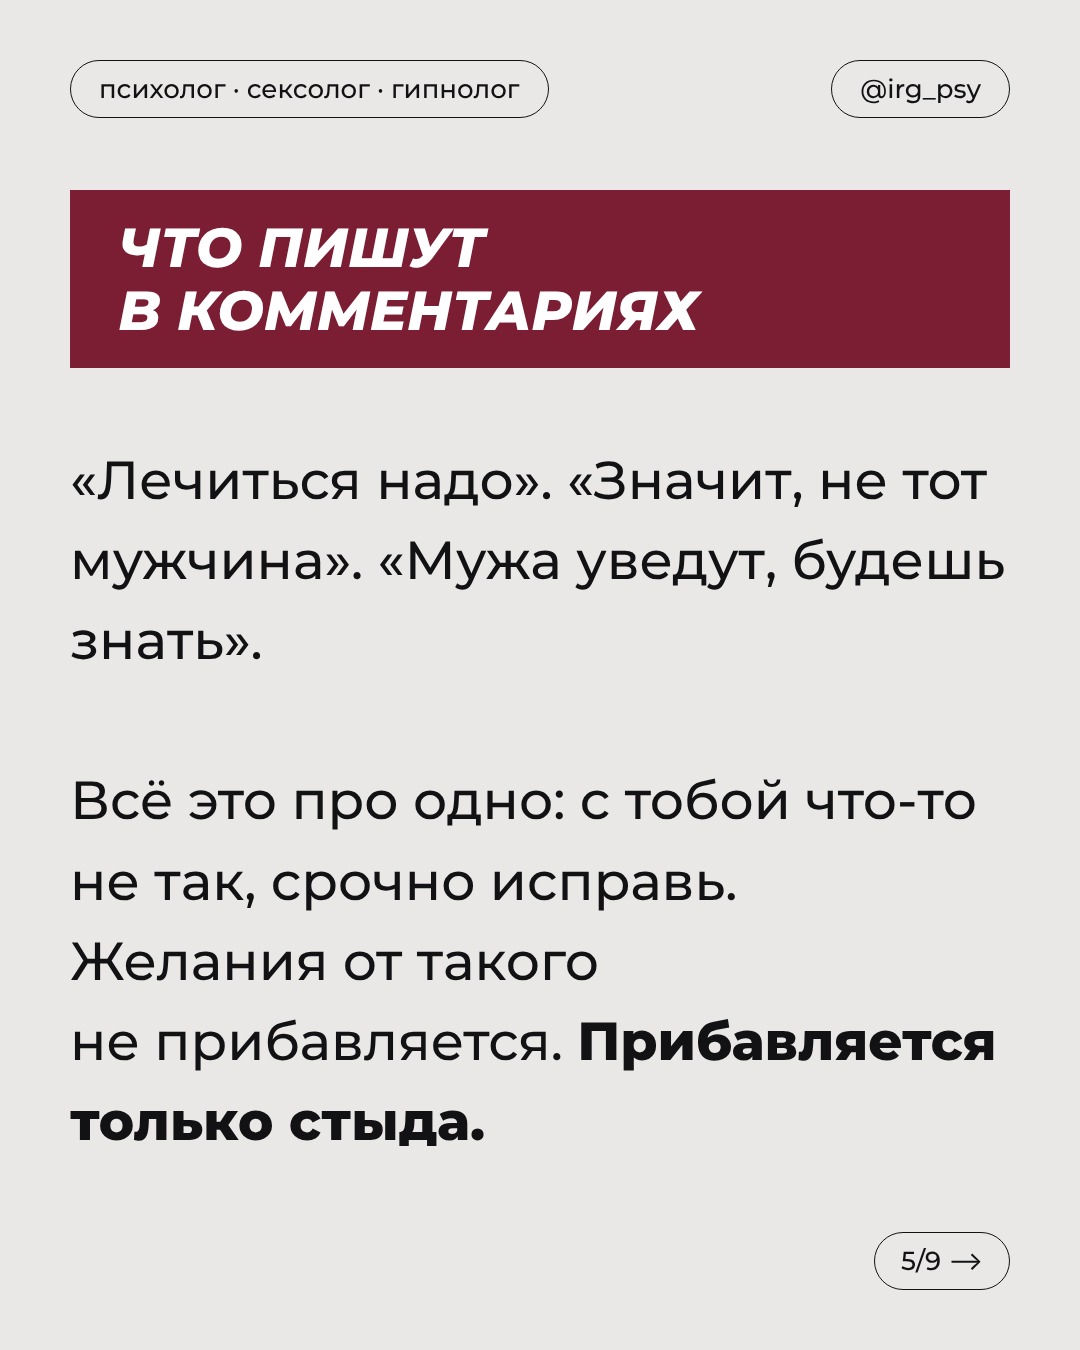 психолог · сексолог · гипнолог
@irg_psy
ЧТО ПИШУТ
В КОММЕНТАРИЯХ
«Лечиться надо». «Значит, не тот
мужчина». «Мужа уведут, будешь
знать».
Всё это про одно: с тобой что-то
не так, срочно исправь.
Желания от такого
не прибавляется. Прибавляется
только стыда.
5/9 →